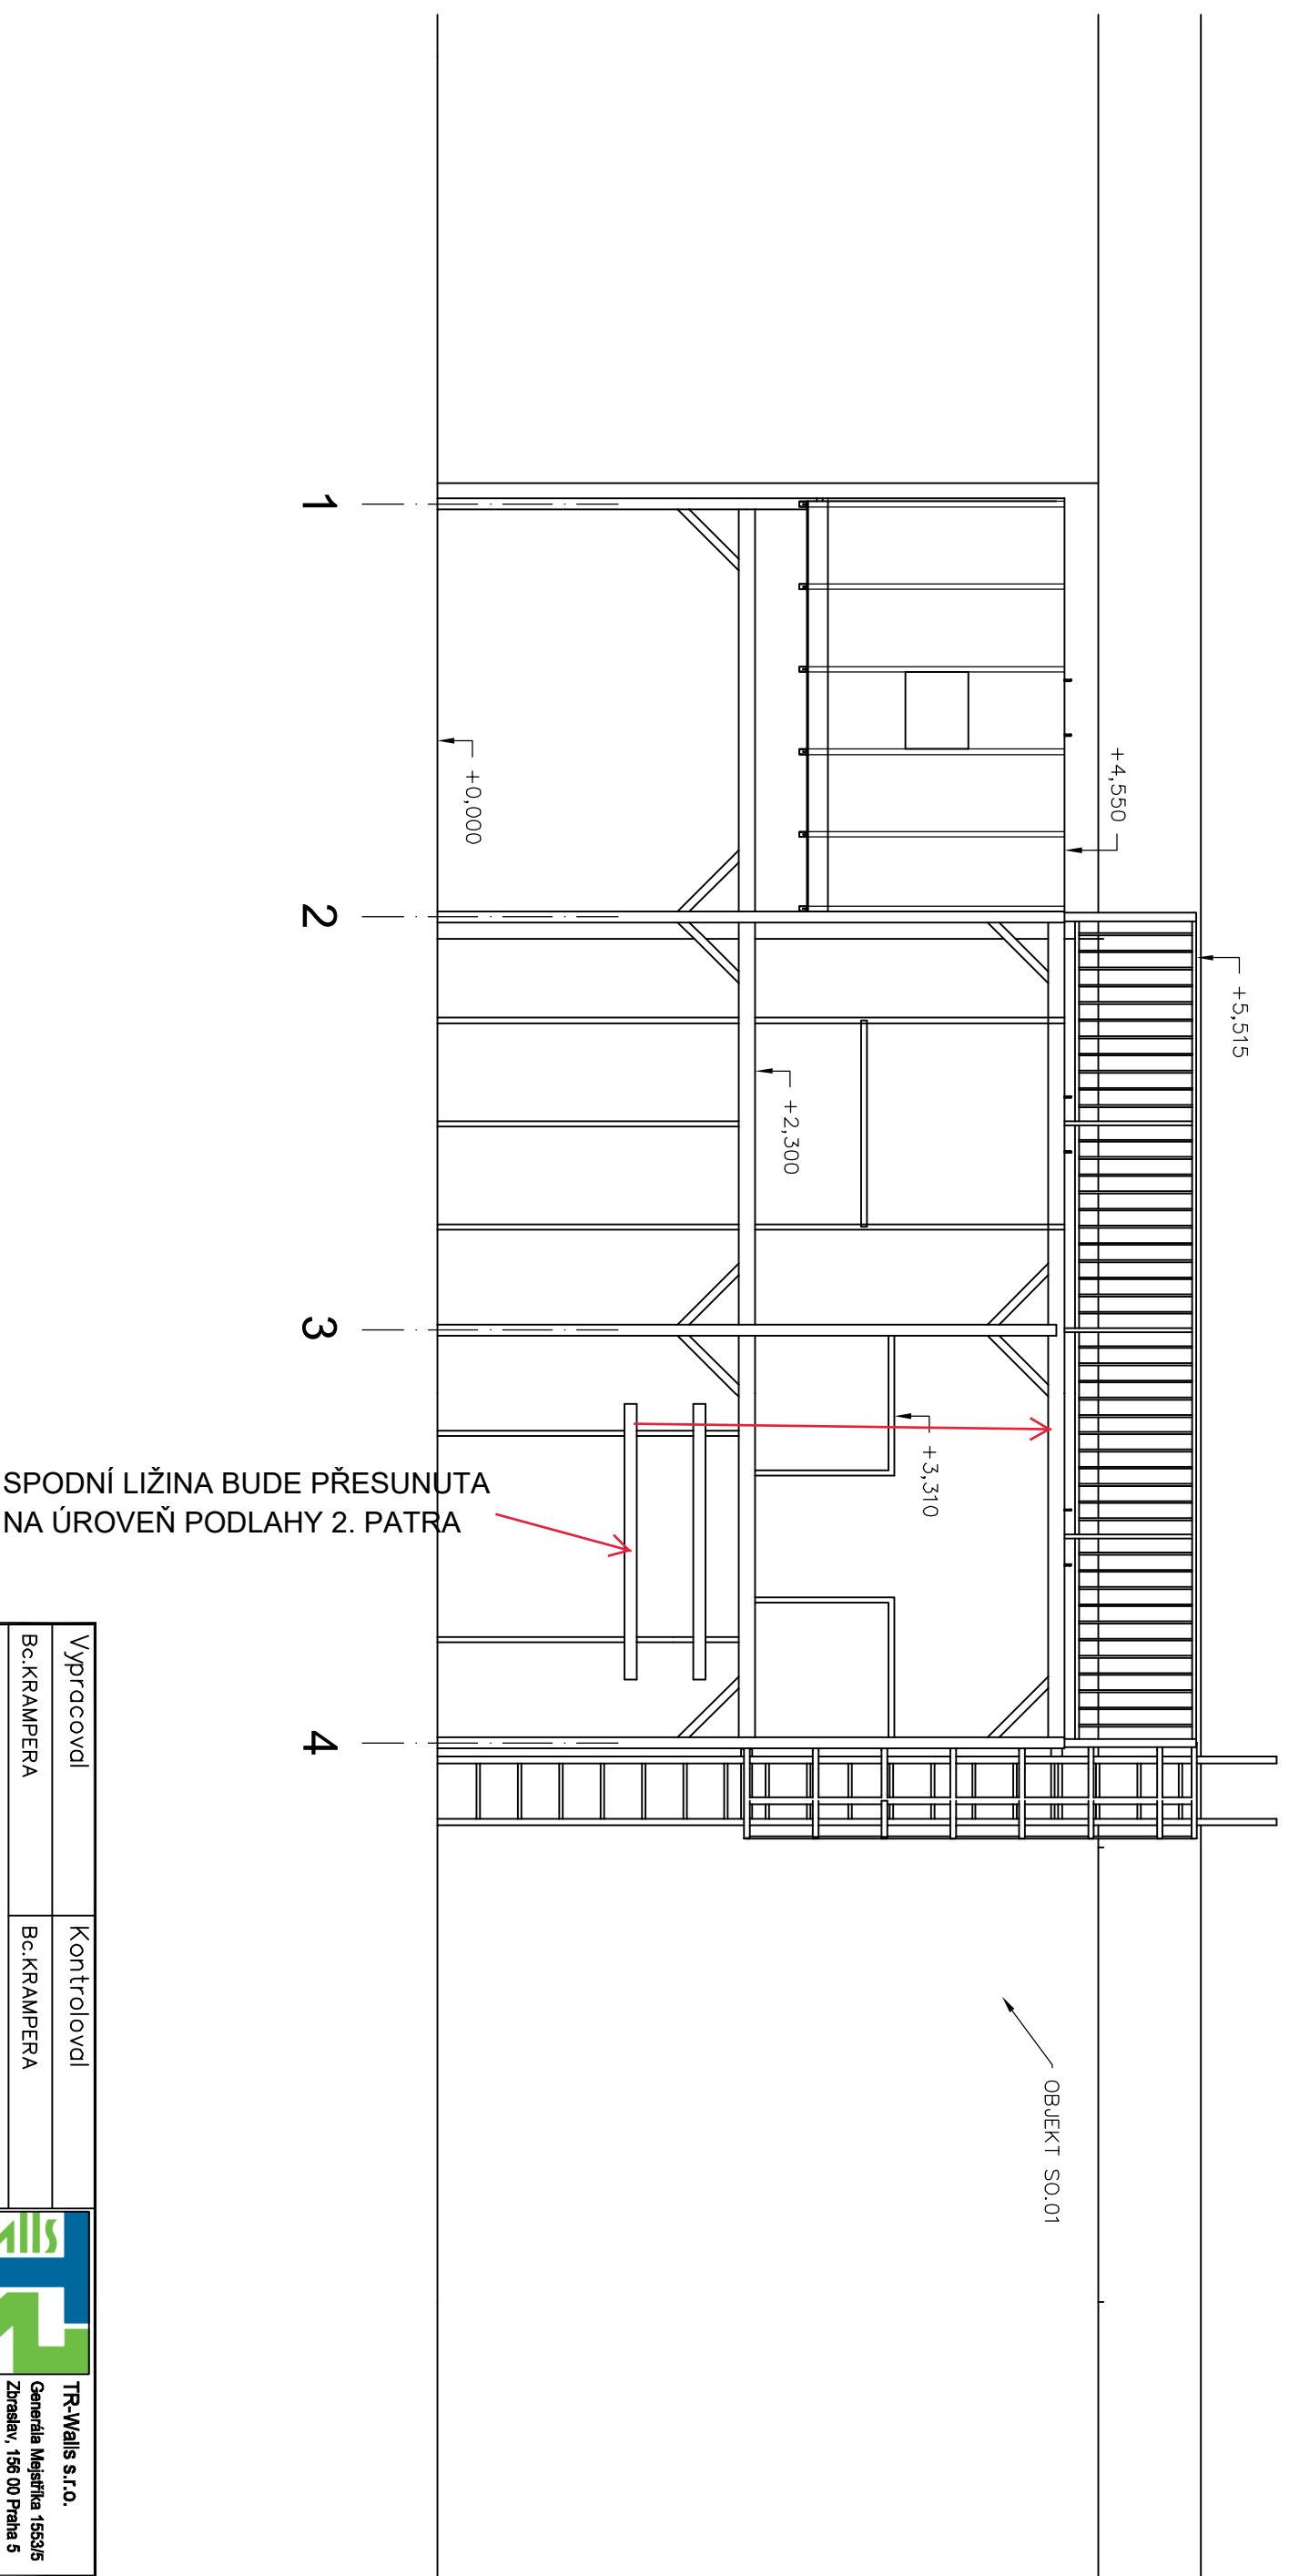 +5,515
+4,550
+0,000
+2,300
+3,310
1
2
3
4
SPODNÍ LIŽINA BUDE PŘESUNUTA
NA ÚROVEŇ PODLAHY 2. PATRA
OBJEKT SO.01
Vypracoval
Kontroloval
Bc.KRAMPERA
Bc.KRAMPERA
TR-Walls s.r.o.
Generála Mejstříka 1553/5
Zbraslav, 156 00 Praha 5